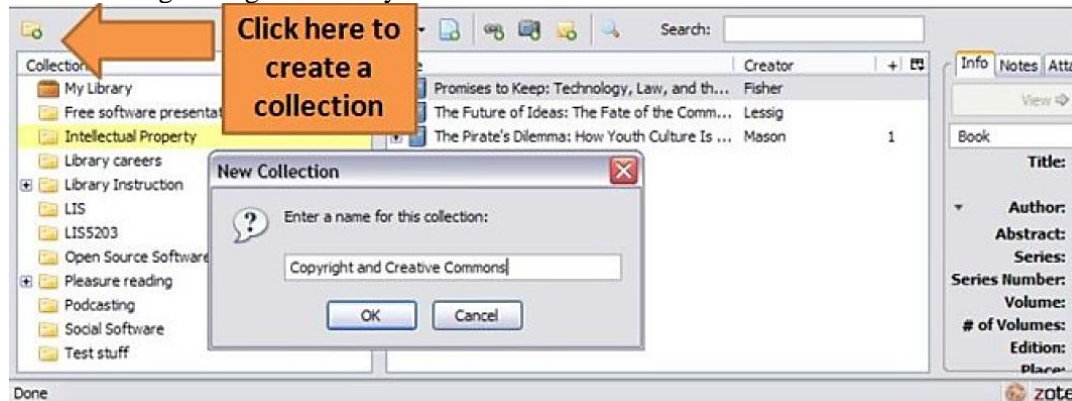 Click here to
create a
collection
Search:
Collection
My Library
Free software presentat
Intellectual Property
Library careers
Library Instruction
LIS
LIS5203
Open Source Software
Pleasure reading
Podcasting
Social Software
Test stuff
Creator
+
Promises to Keep: Technology, Law, and th... Fisher
The Future of Ideas: The Fate of the Comm... Lessig
The Pirate's Dilemma: How Youth Culture Is ... Mason 1
New Collection
Enter a name for this collection:
Copyright and Creative Commons
OK Cancel
Info Notes Atta
View
Book
Title:
Author:
Abstract:
Series:
Series Number:
Volume:
# of Volumes:
Edition:
Place:
Done
zote